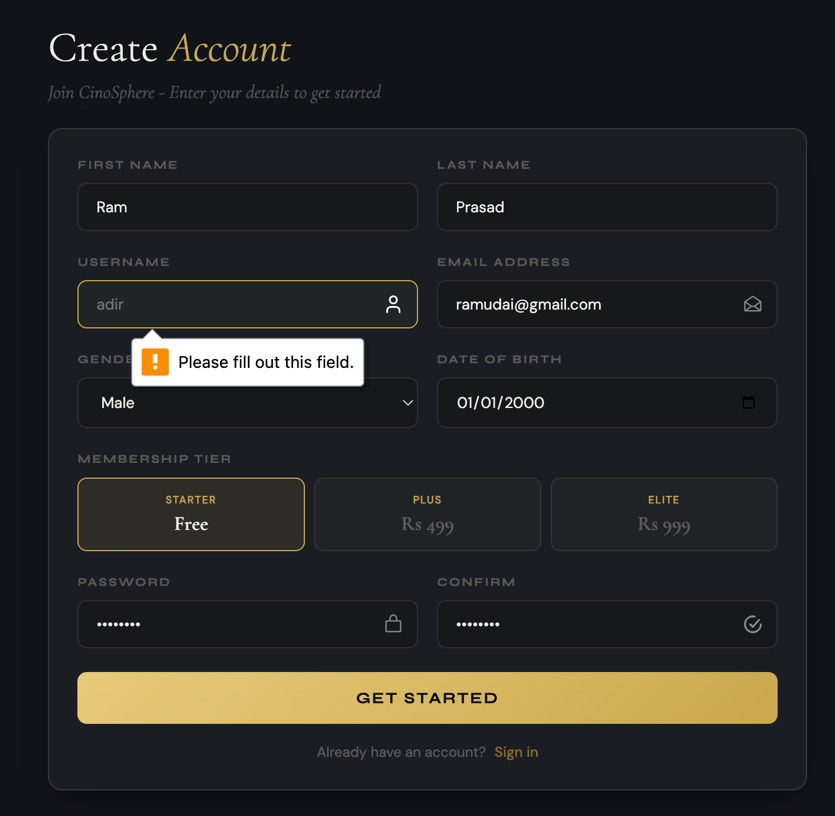 Create Account
Join CinoSphere - Enter your details to get started
FIRST NAME
LAST NAME
Ram
Prasad
USERNAME
EMAIL ADDRESS
adir
ramudai@gmail.com
Please fill out this field.
GENDE
DATE OF BIRTH
Male
01/01/2000
MEMBERSHIP TIER
STARTER
Free
PLUS
Rs 499
ELITE
Rs 999
PASSWORD
CONFIRM
••••••••
••••••••
GET STARTED
Already have an account? Sign in